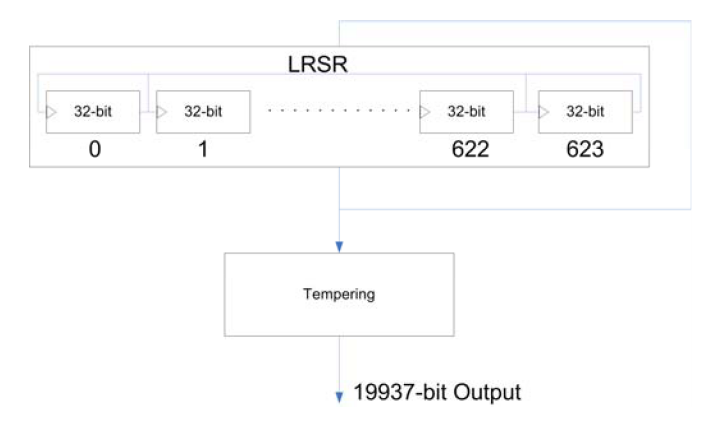 LRSR
32-bit 32-bit . . . . . . . . . . . . . 32-bit 32-bit
0 1 622 623
Tempering
19937-bit Output